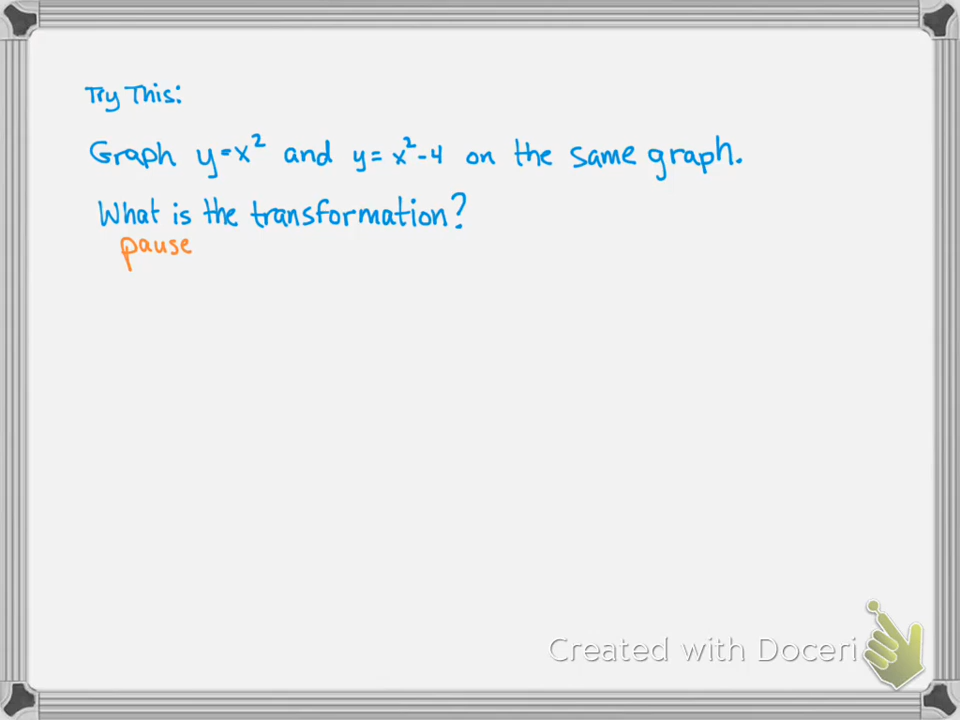 Try This:
Graph y=x² and y=x²-4 on the same graph.
What is the transformation?
pause
Created with Doceri